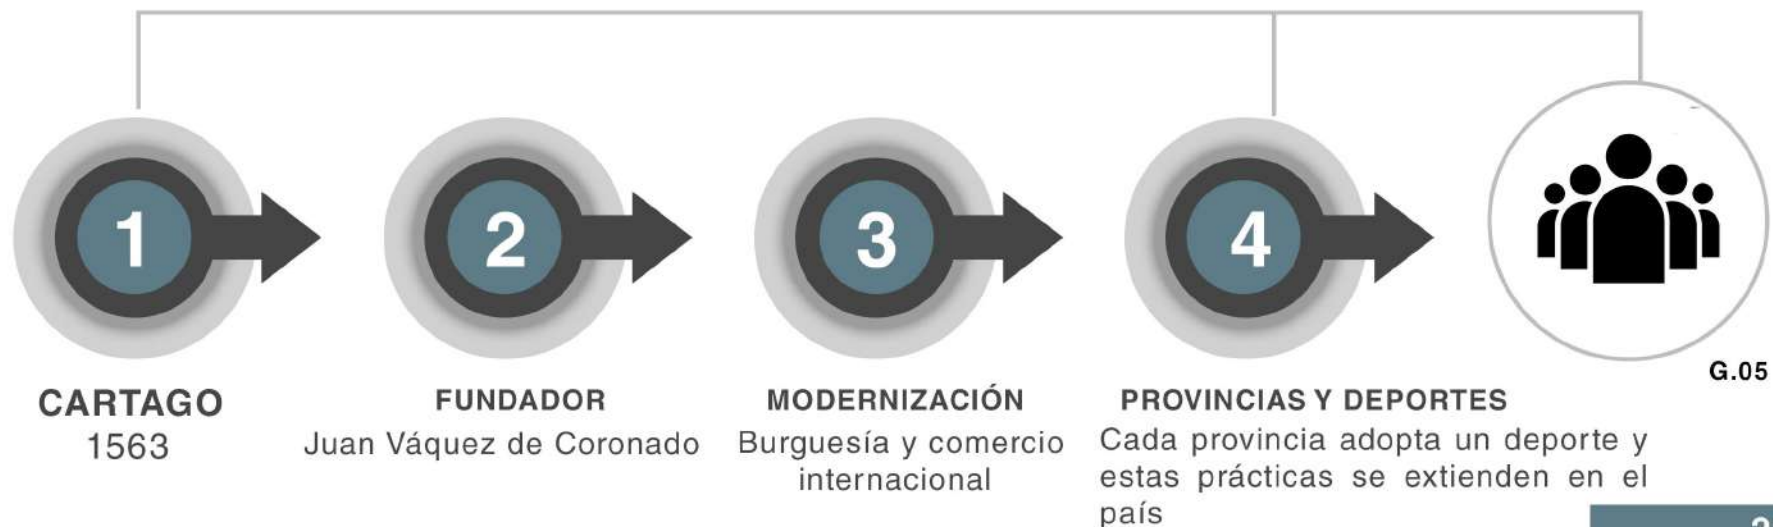 1
2
3
4
G.05
CARTAGO
1563
FUNDADOR
Juan Váquez de Coronado
MODERNIZACIÓN
Burguesía y comercio
internacional
PROVINCIAS Y DEPORTES
Cada provincia adopta un deporte y
estas prácticas se extienden en el
país